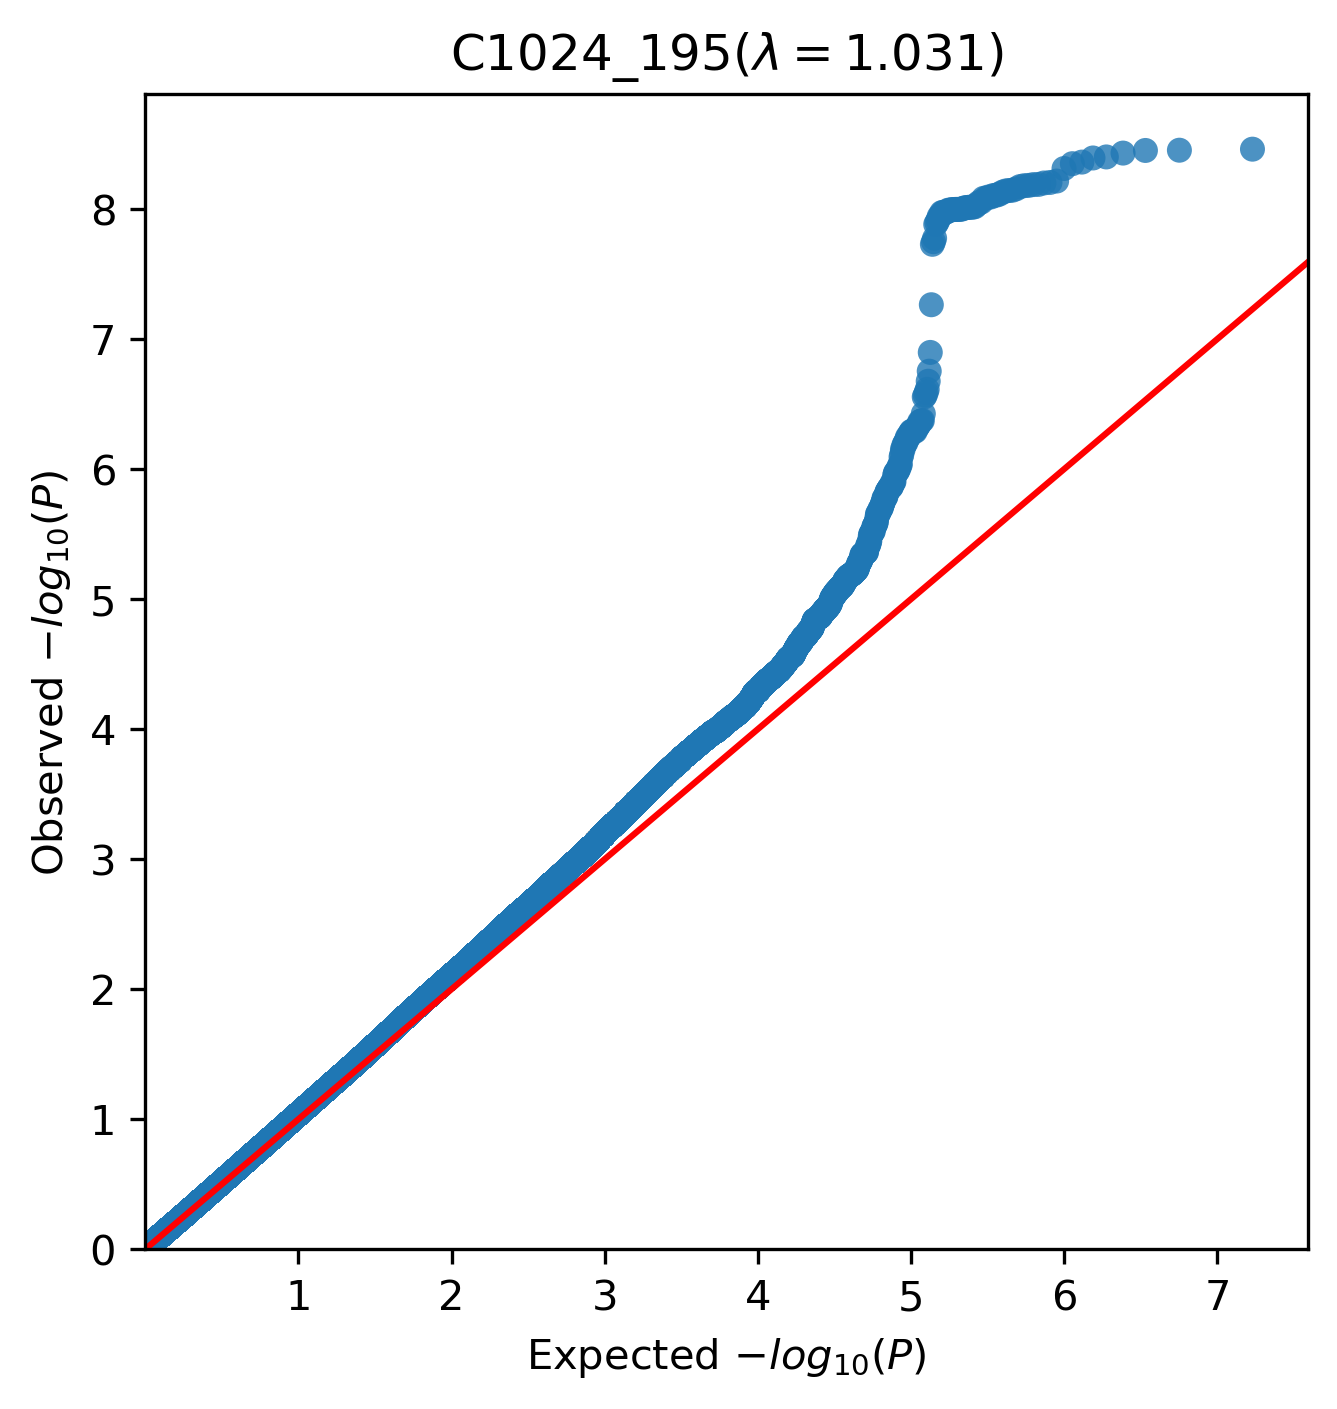 C1024_195(λ = 1.031)
Observed −log₁₀(P)
8
7
6
5
4
3
2
1
0
1 2 3 4 5 6 7
Expected −log₁₀(P)